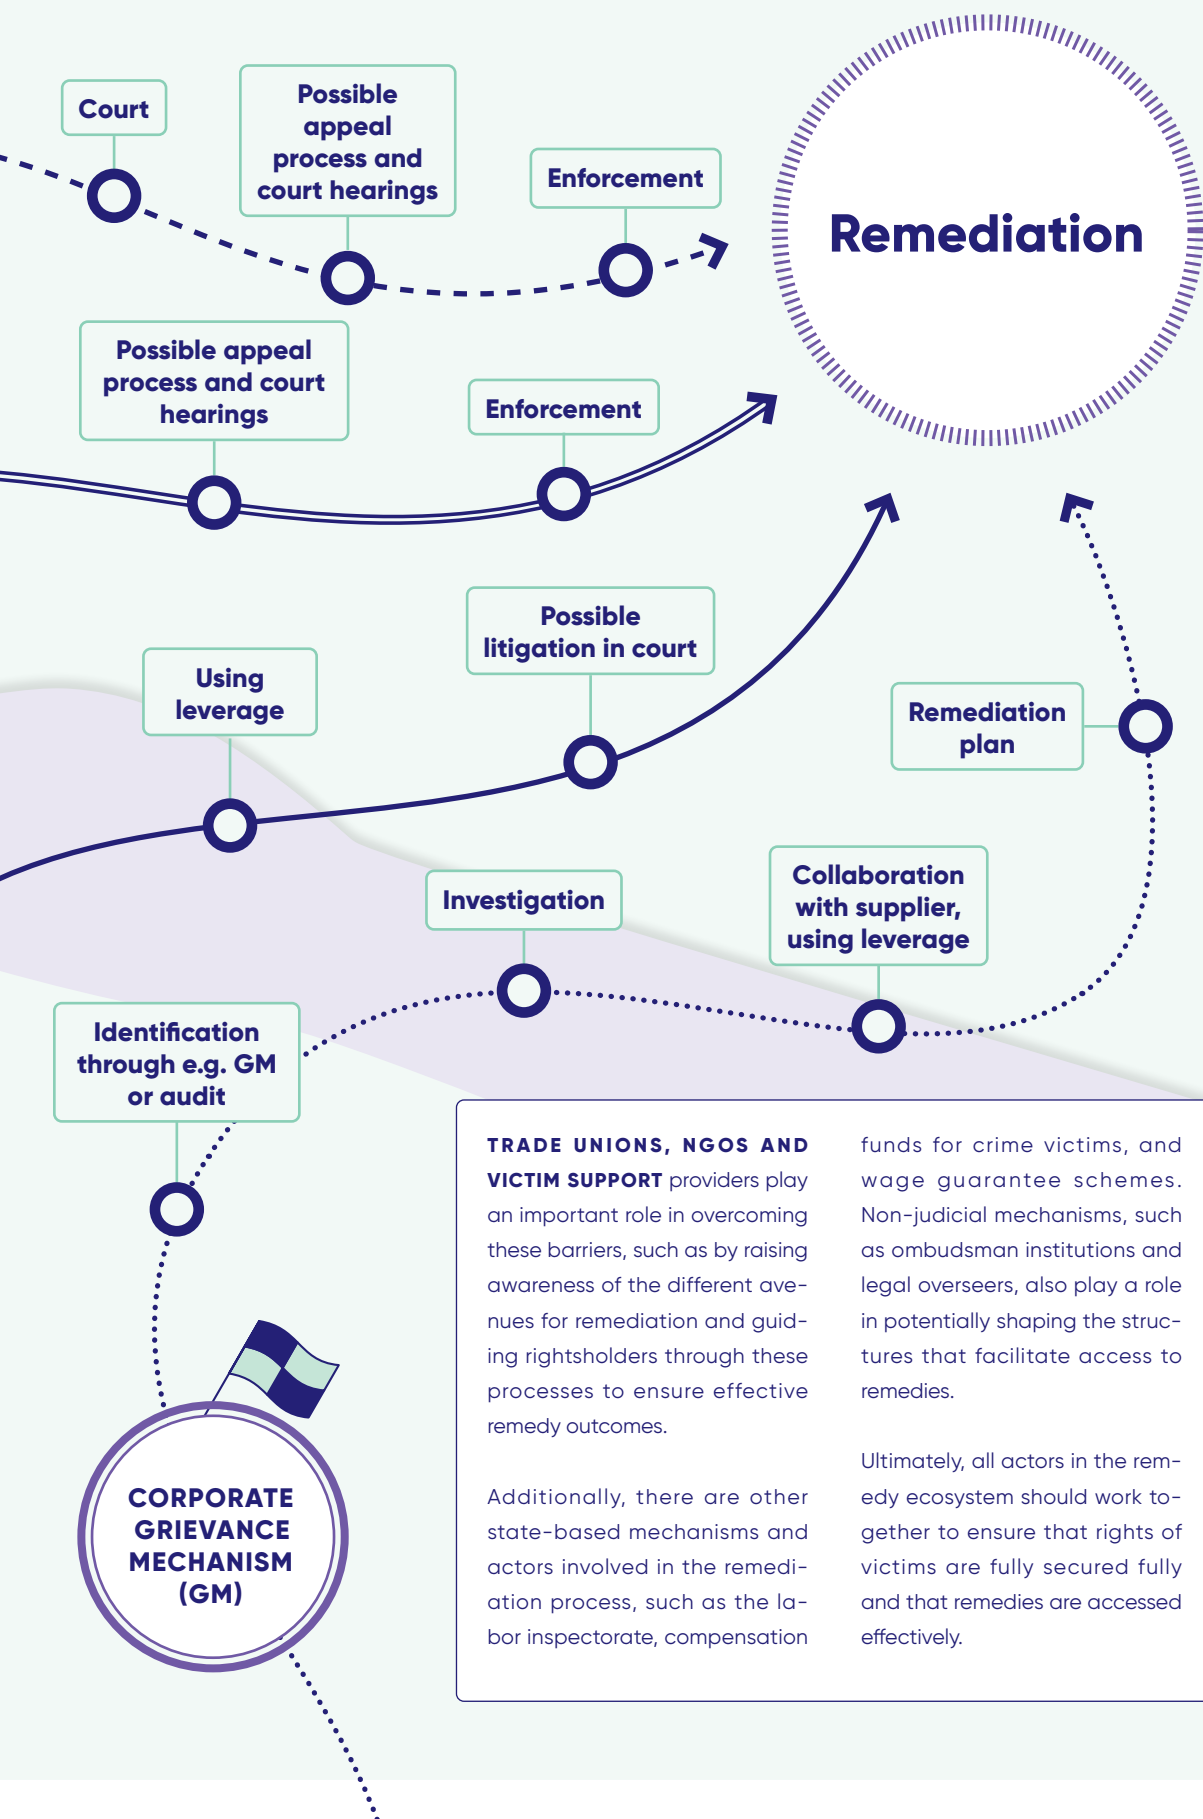 Court
Possible
appeal
process and
court hearings
Enforcement
Remediation
Possible appeal
process and court
hearings
Enforcement
Possible
litigation in court
Using
leverage
Remediation
plan
Investigation
Collaboration
with supplier,
using leverage
Identification
through e.g. GM
or audit
CORPORATE
GRIEVANCE
MECHANISM
(GM)
TRADE UNIONS, NGOS AND
VICTIM SUPPORT providers play
an important role in overcoming
these barriers, such as by raising
awareness of the different ave-
nues for remediation and guid-
ing rightsholders through these
processes to ensure effective
remedy outcomes.
Additionally, there are other
state-based mechanisms and
actors involved in the remedi-
ation process, such as the la-
bor inspectorate, compensation
funds for crime victims, and
wage guarantee schemes.
Non-judicial mechanisms, such
as ombudsman institutions and
legal overseers, also play a role
in potentially shaping the struc-
tures that facilitate access to
remedies.
Ultimately, all actors in the rem-
edy ecosystem should work to-
gether to ensure that rights of
victims are fully secured fully
and that remedies are accessed
effectively.